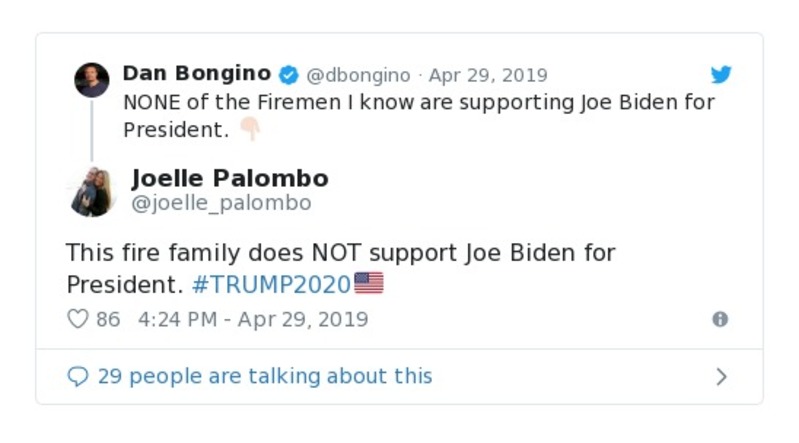 Dan Bongino @dbongino · Apr 29, 2019
NONE of the Firemen I know are supporting Joe Biden for
President. 👇🏻
Joelle Palombo
@joelle_palombo
This fire family does NOT support Joe Biden for
President. #TRUMP2020🇺🇸
86 4:24 PM - Apr 29, 2019
29 people are talking about this